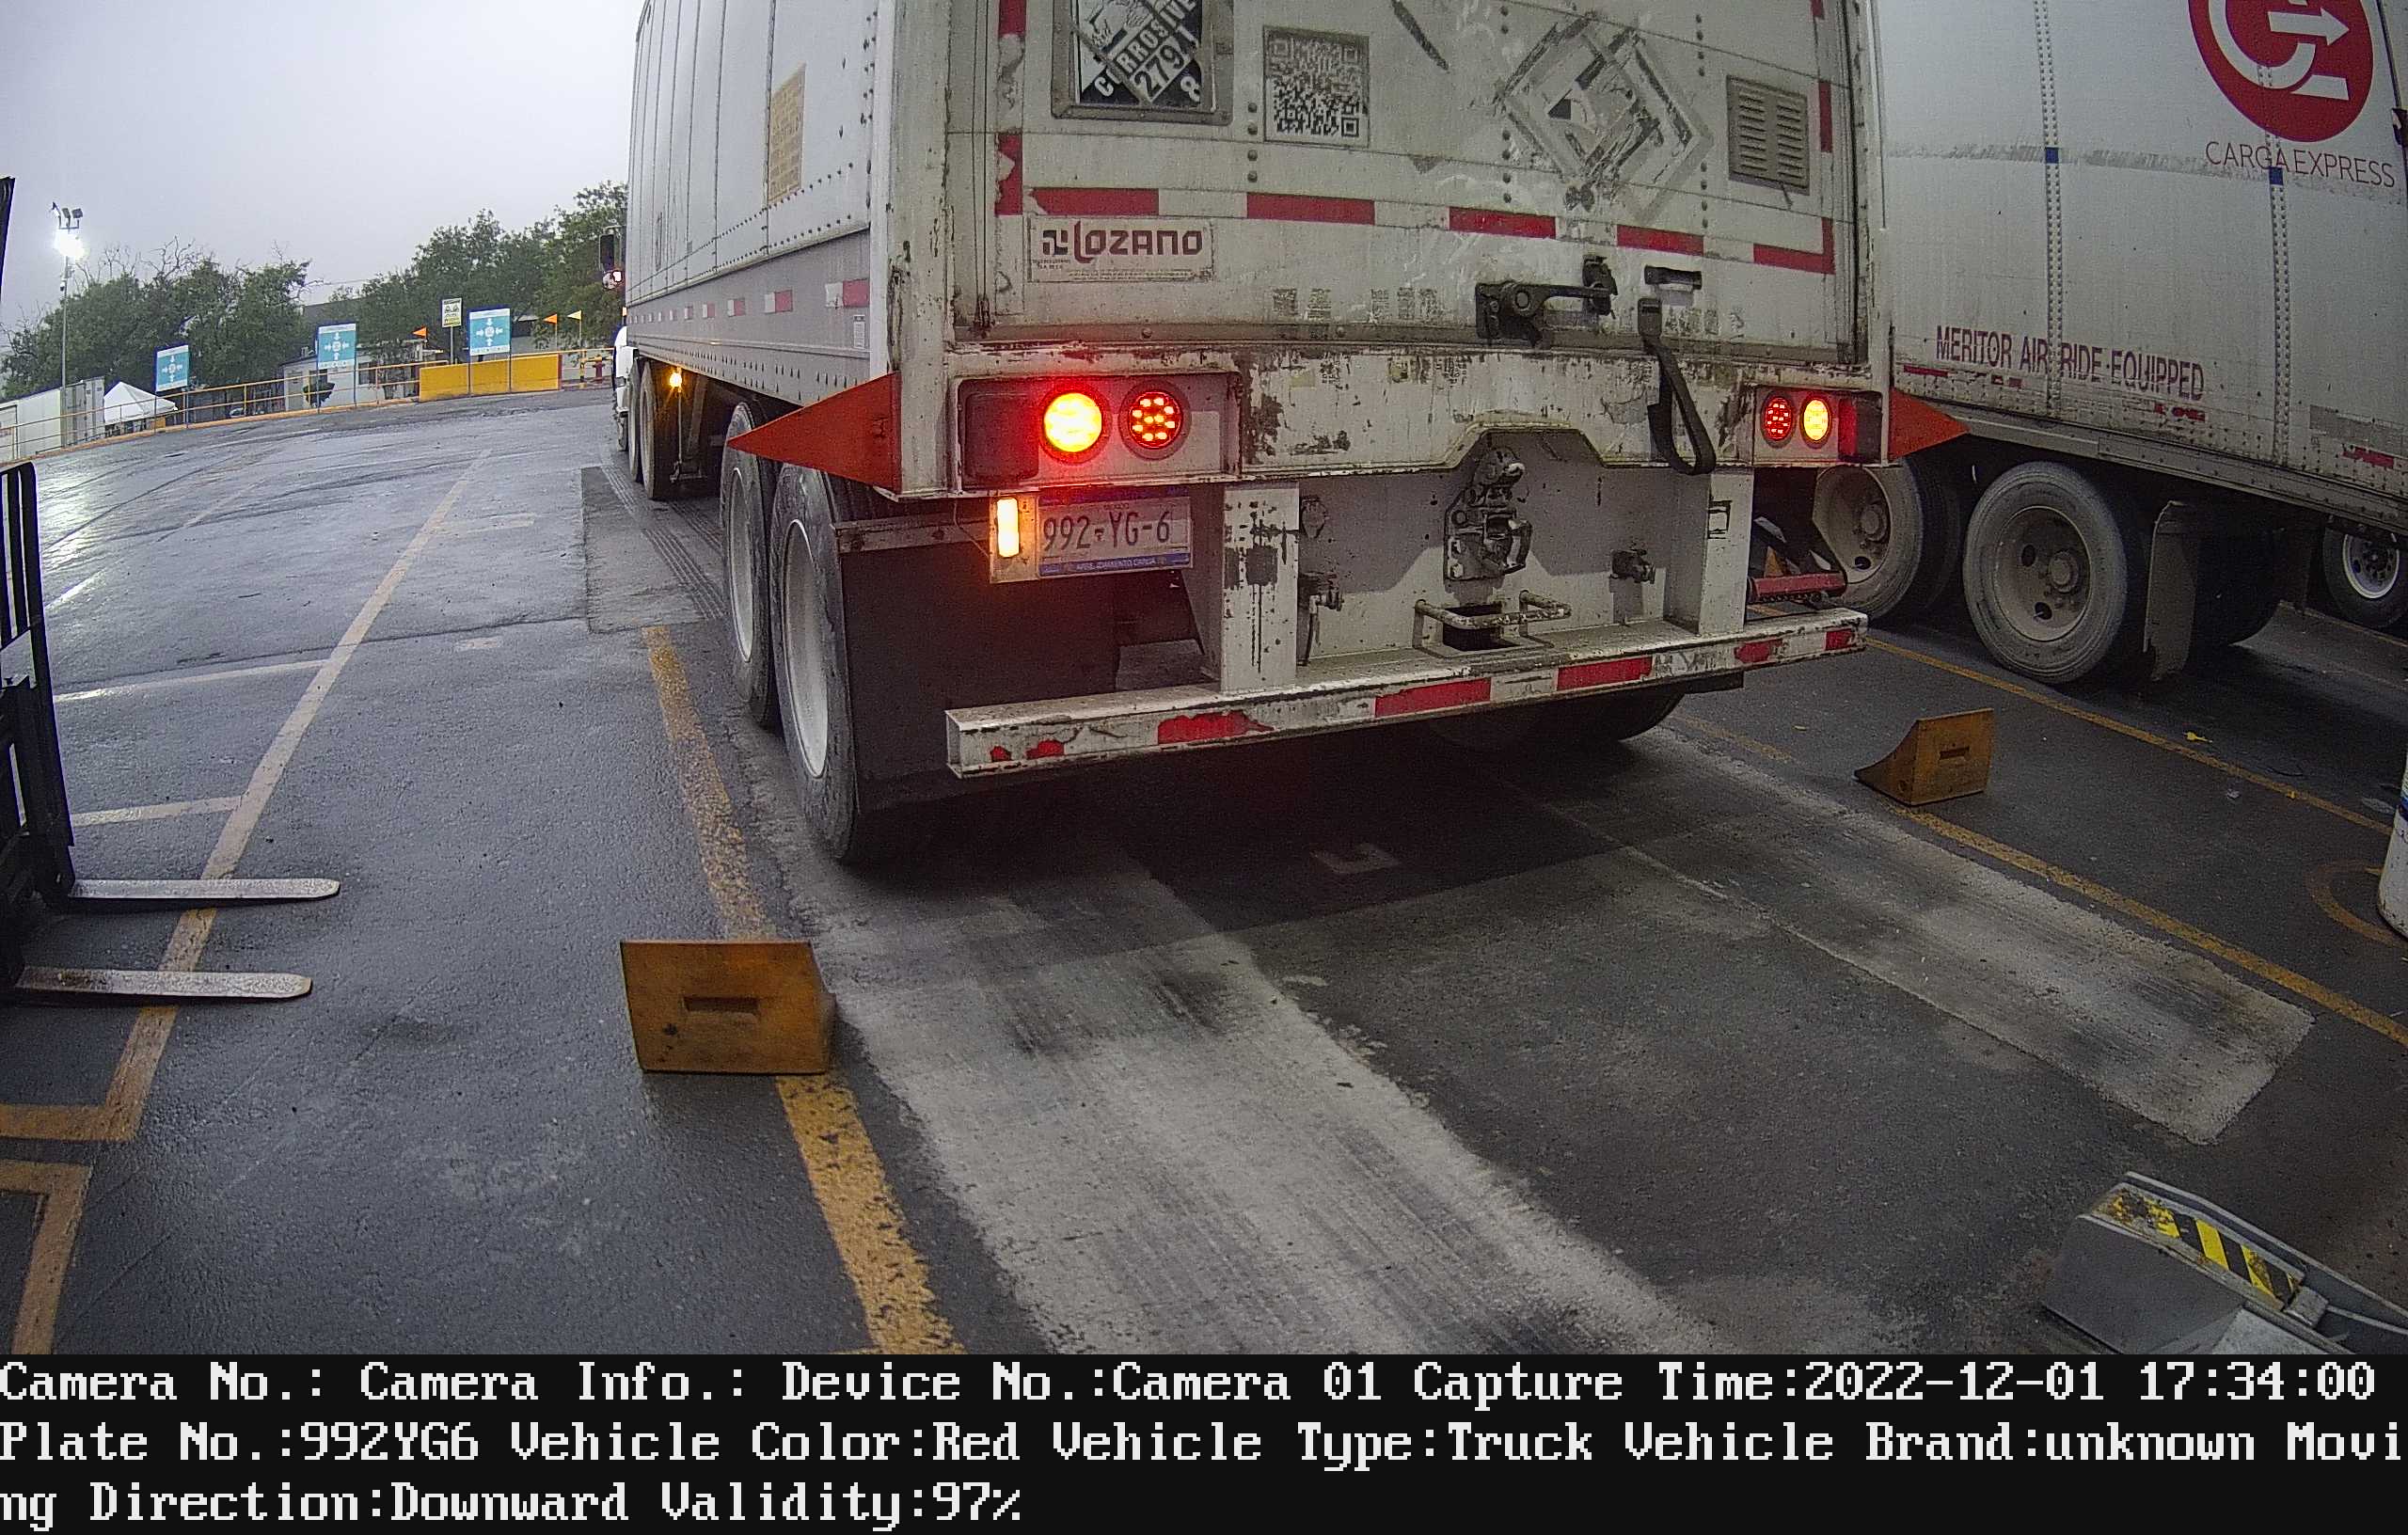 CORROSIVE
2791
8
LOZANO
CARGA EXPRESS
MERITOR AIR RIDE EQUIPPED
992-YG-6
Camera No.: Camera Info.: Device No.:Camera 01 Capture Time:2022-12-01 17:34:00
Plate No.:992YG6 Vehicle Color:Red Vehicle Type:Truck Vehicle Brand:unknown Movi
ng Direction:Downward Validity:97%